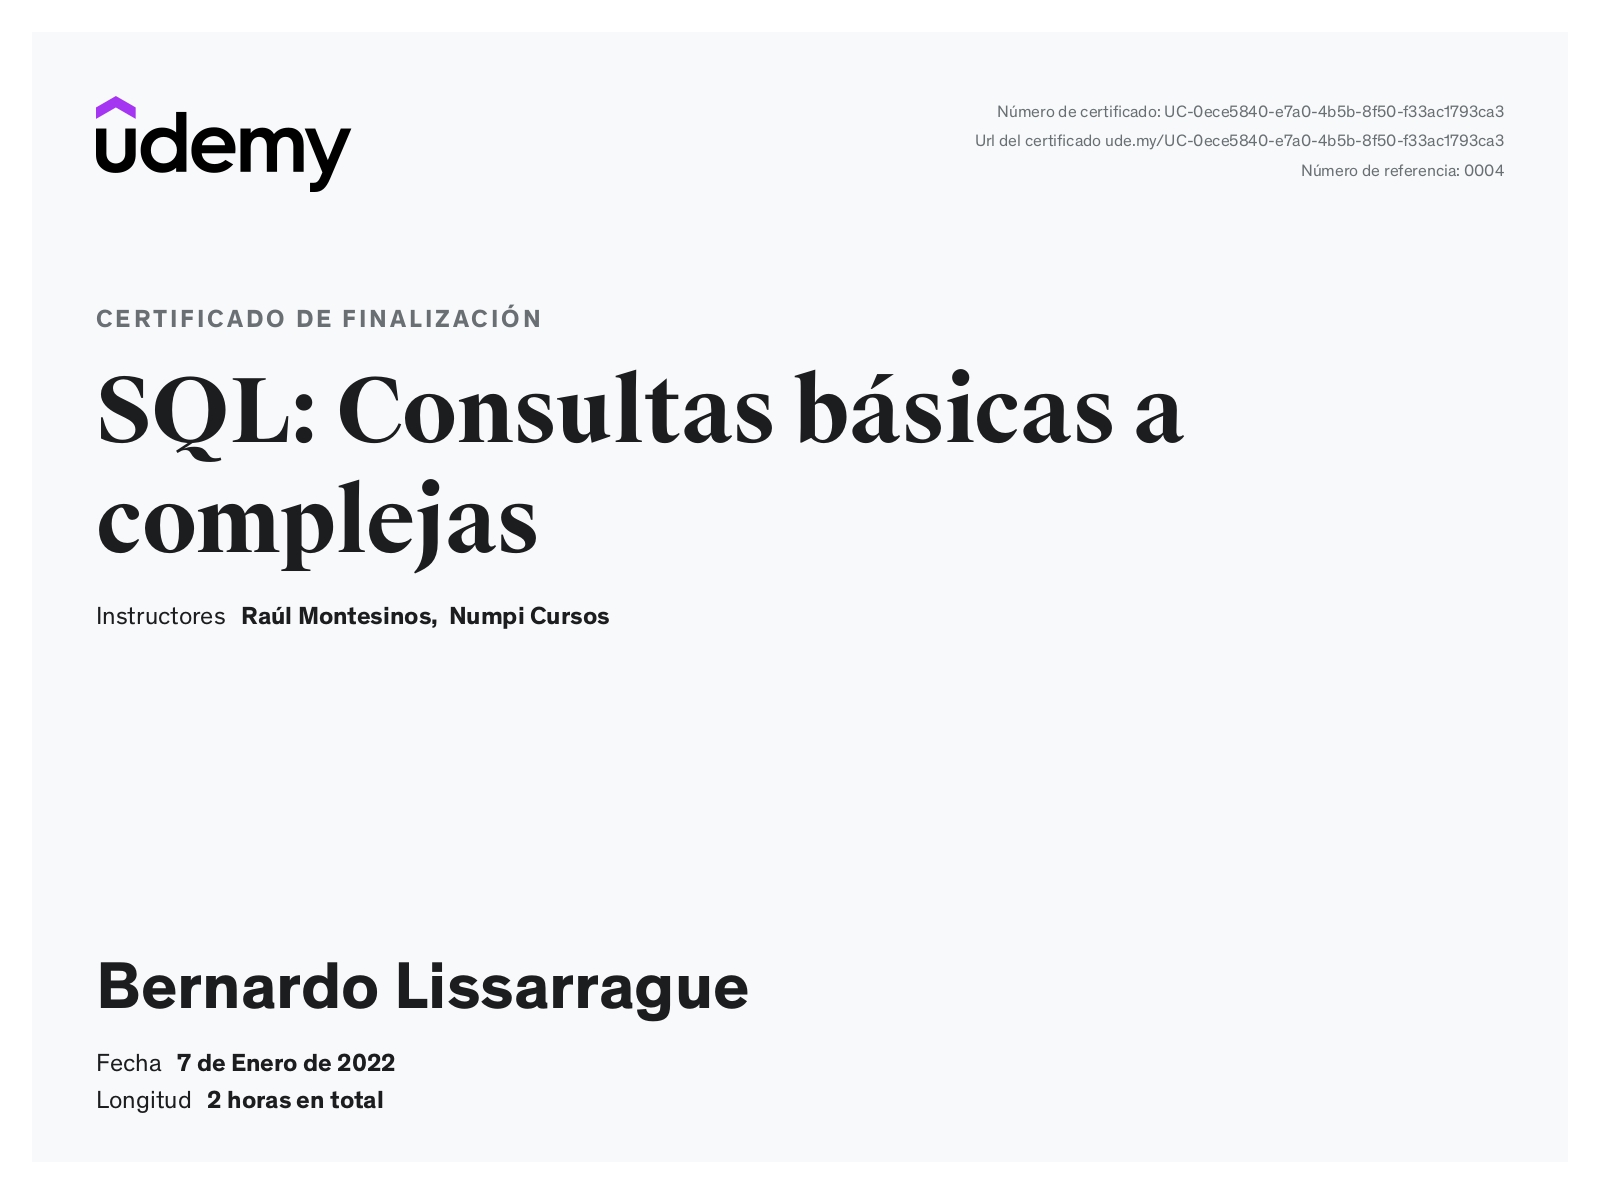 udemy
Número de certificado: UC-0ece5840-e7a0-4b5b-8f50-f33ac1793ca3
Url del certificado ude.my/UC-0ece5840-e7a0-4b5b-8f50-f33ac1793ca3
Número de referencia: 0004
CERTIFICADO DE FINALIZACIÓN
SQL: Consultas básicas a
complejas
Instructores Raúl Montesinos, Numpi Cursos
Bernardo Lissarrague
Fecha 7 de Enero de 2022
Longitud 2 horas en total